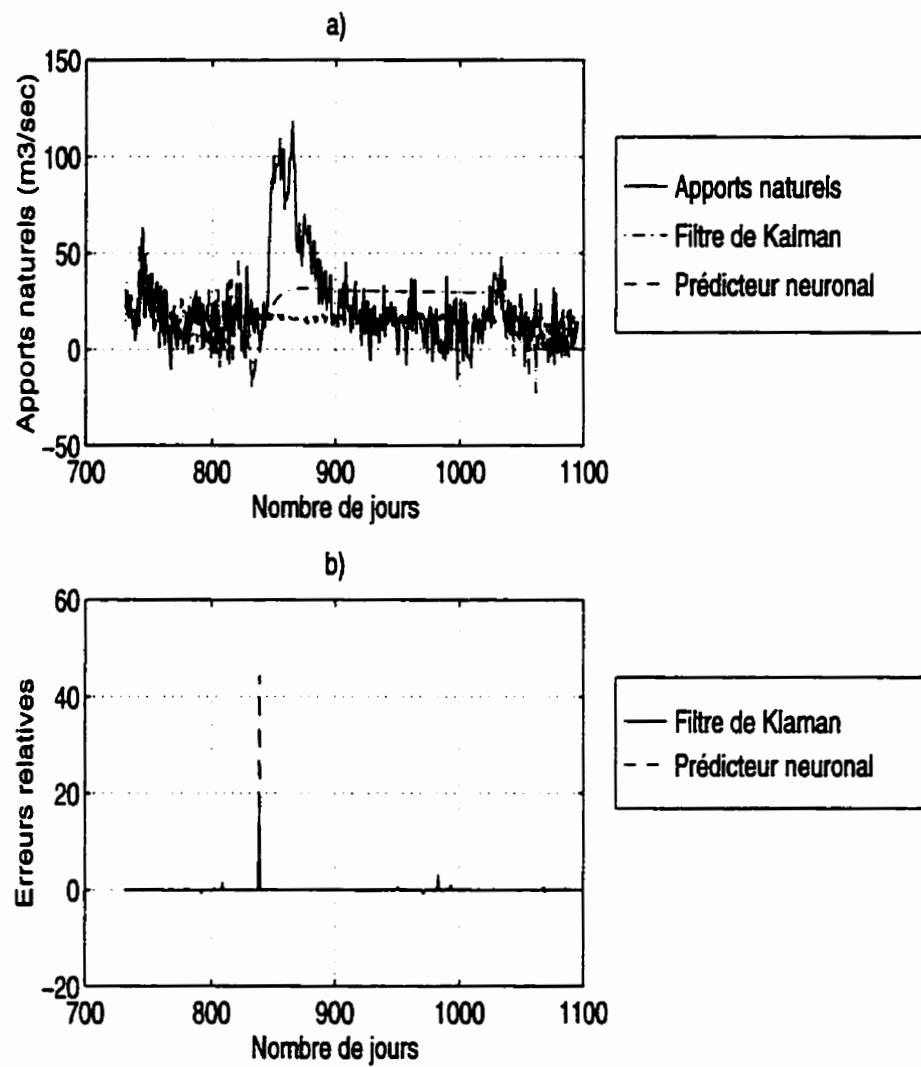 a)
Apports naturels (m3/sec)
150
100
50
0
-50
700
800
900
1000
1100
Nombre de jours
Apports naturels
Filtre de Kalman
Prédicteur neuronal
b)
Erreurs relatives
60
40
20
0
-20
700
800
900
1000
1100
Nombre de jours
Filtre de Klaman
Prédicteur neuronal